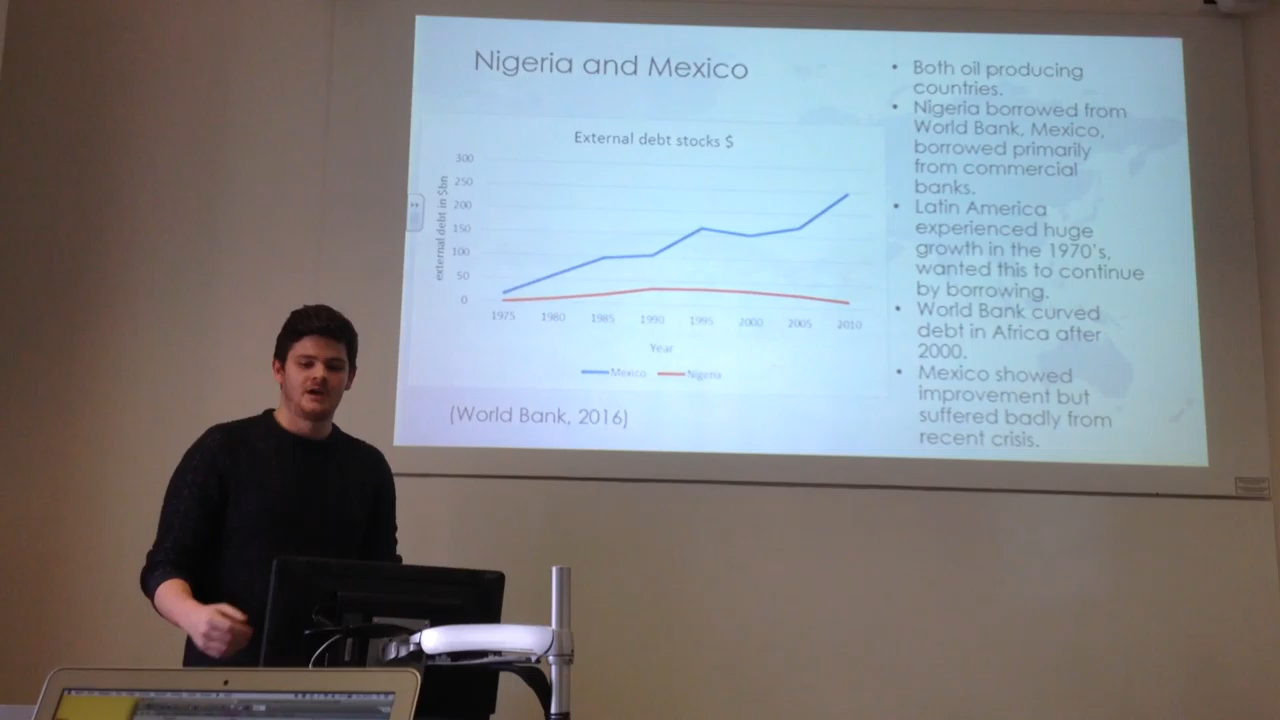 Nigeria and Mexico
External debt stocks $
external debt in $bn
300
250
200
150
100
50
0
1975 1980 1985 1990 1995 2000 2005 2010
Year
Mexico Nigeria
(World Bank, 2016)
• Both oil producing
countries.
• Nigeria borrowed from
World Bank, Mexico,
borrowed primarily
from commercial
banks.
• Latin America
experienced huge
growth in the 1970's,
wanted this to continue
by borrowing.
• World Bank curved
debt in Africa after
2000.
• Mexico showed
improvement but
suffered badly from
recent crisis.